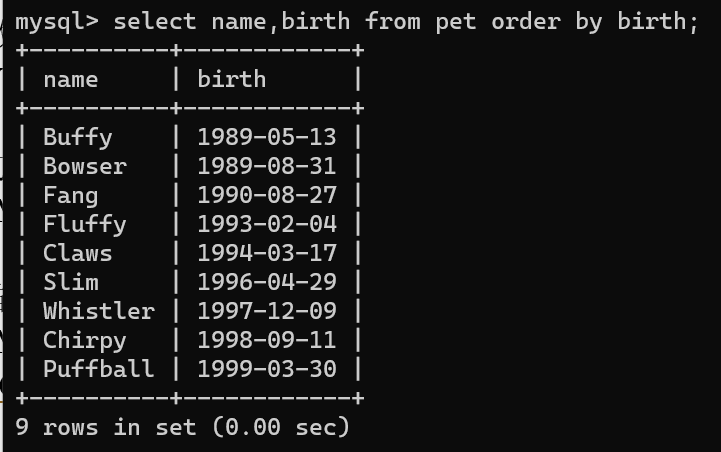 mysql> select name,birth from pet order by birth;
+----------+------------+
| name     | birth      |
+----------+------------+
| Buffy    | 1989-05-13 |
| Bowser   | 1989-08-31 |
| Fang     | 1990-08-27 |
| Fluffy   | 1993-02-04 |
| Claws    | 1994-03-17 |
| Slim     | 1996-04-29 |
| Whistler | 1997-12-09 |
| Chirpy   | 1998-09-11 |
| Puffball | 1999-03-30 |
+----------+------------+
9 rows in set (0.00 sec)